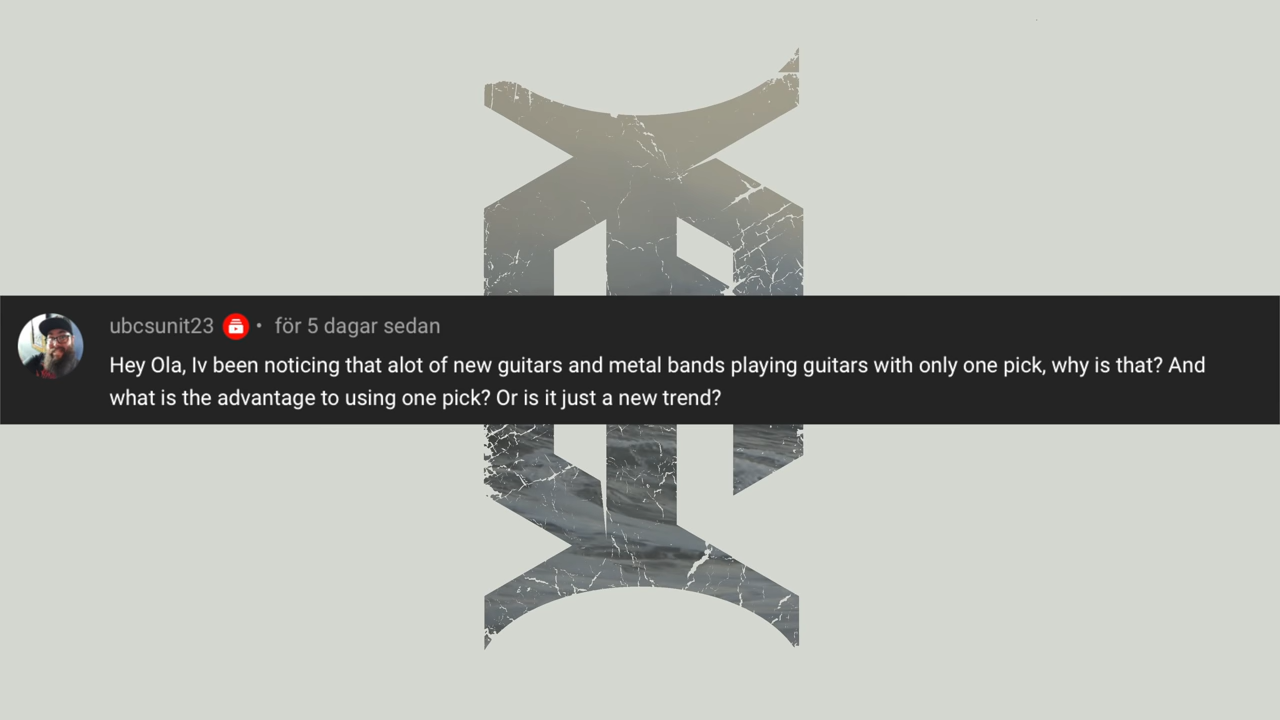 ubcsunit23 • för 5 dagar sedan
Hey Ola, Iv been noticing that alot of new guitars and metal bands playing guitars with only one pick, why is that? And
what is the advantage to using one pick? Or is it just a new trend?